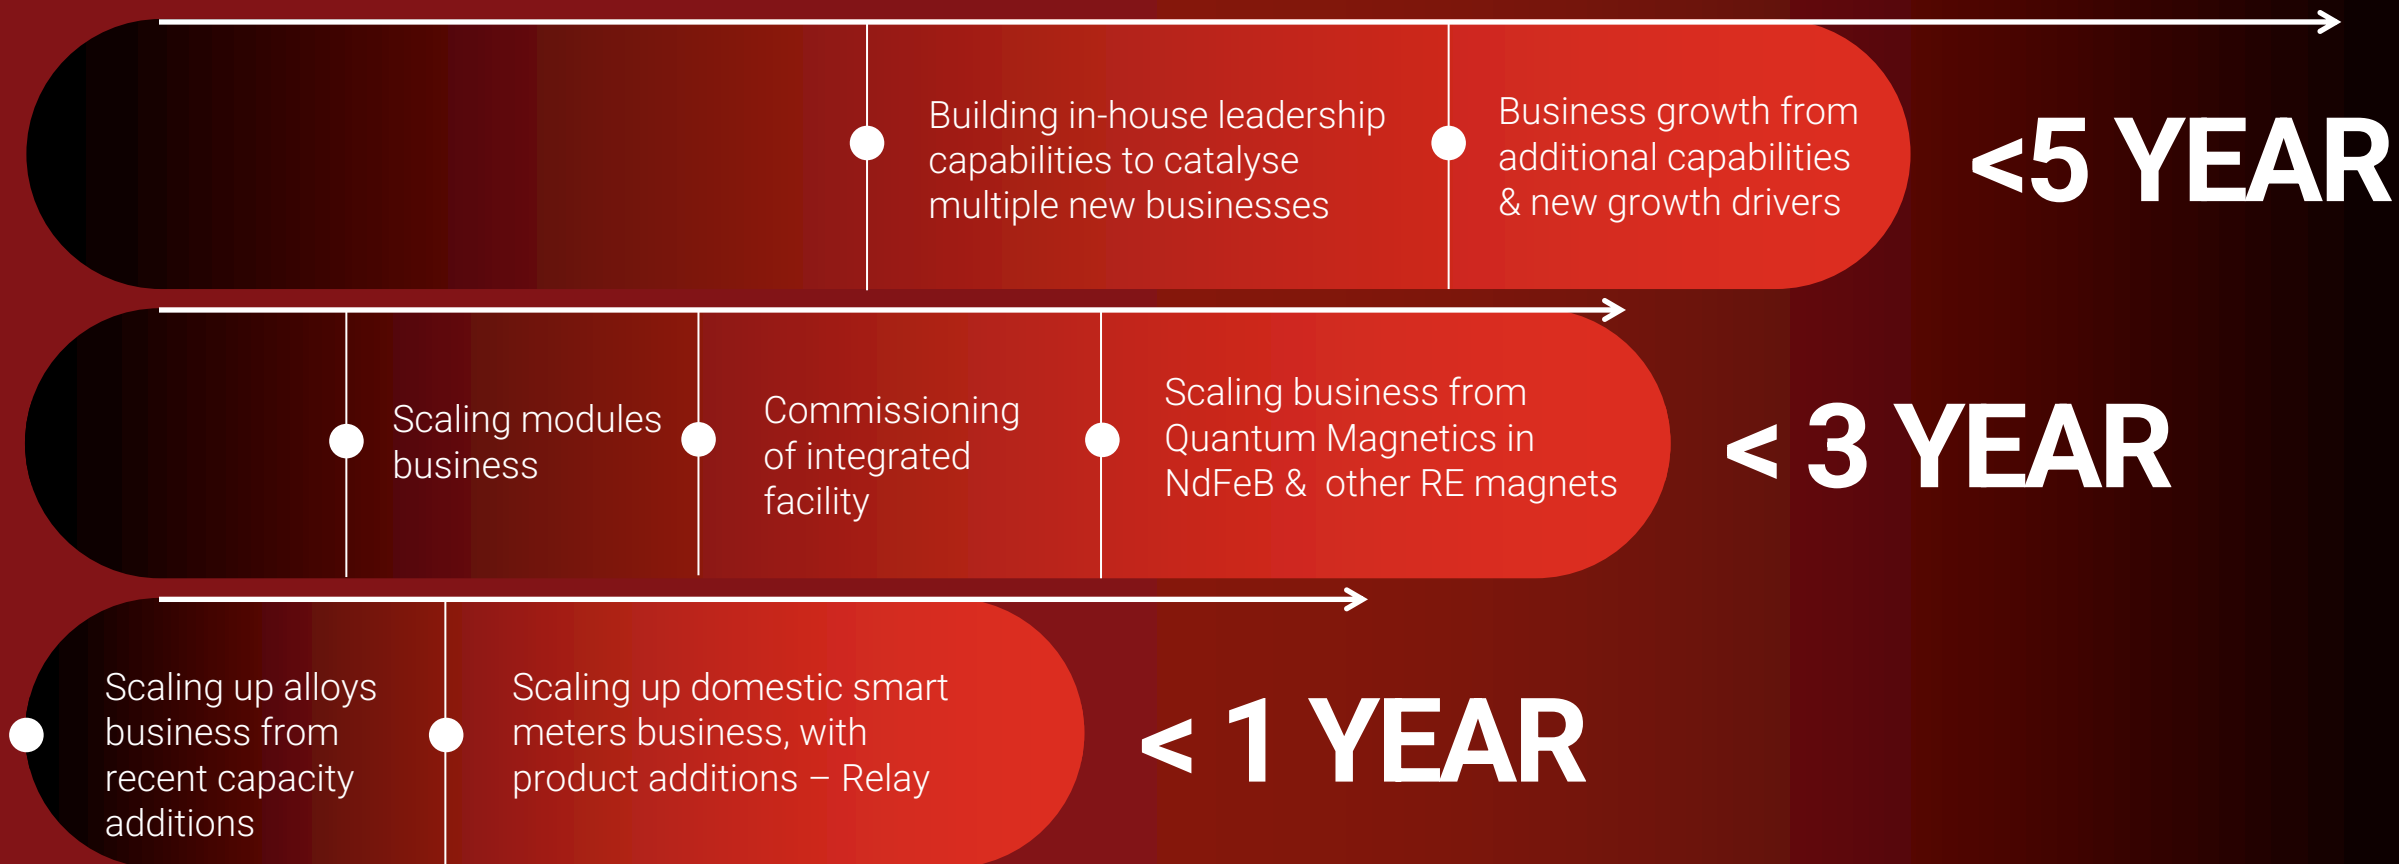 Building in-house leadership
capabilities to catalyse
multiple new businesses
Business growth from
additional capabilities
& new growth drivers
<5 YEAR
Scaling modules
business
Commissioning
of integrated
facility
Scaling business from
Quantum Magnetics in
NdFeB & other RE magnets
< 3 YEAR
Scaling up alloys
business from
recent capacity
additions
Scaling up domestic smart
meters business, with
product additions – Relay
< 1 YEAR